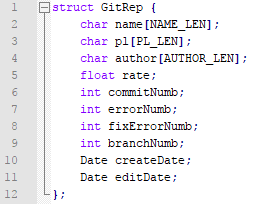 1 struct GitRep {
2 char name[NAME_LEN];
3 char pl[PL_LEN];
4 char author[AUTHOR_LEN];
5 float rate;
6 int commitNumb;
7 int errorNumb;
8 int fixErrorNumb;
9 int branchNumb;
10 Date createDate;
11 Date editDate;
12 };